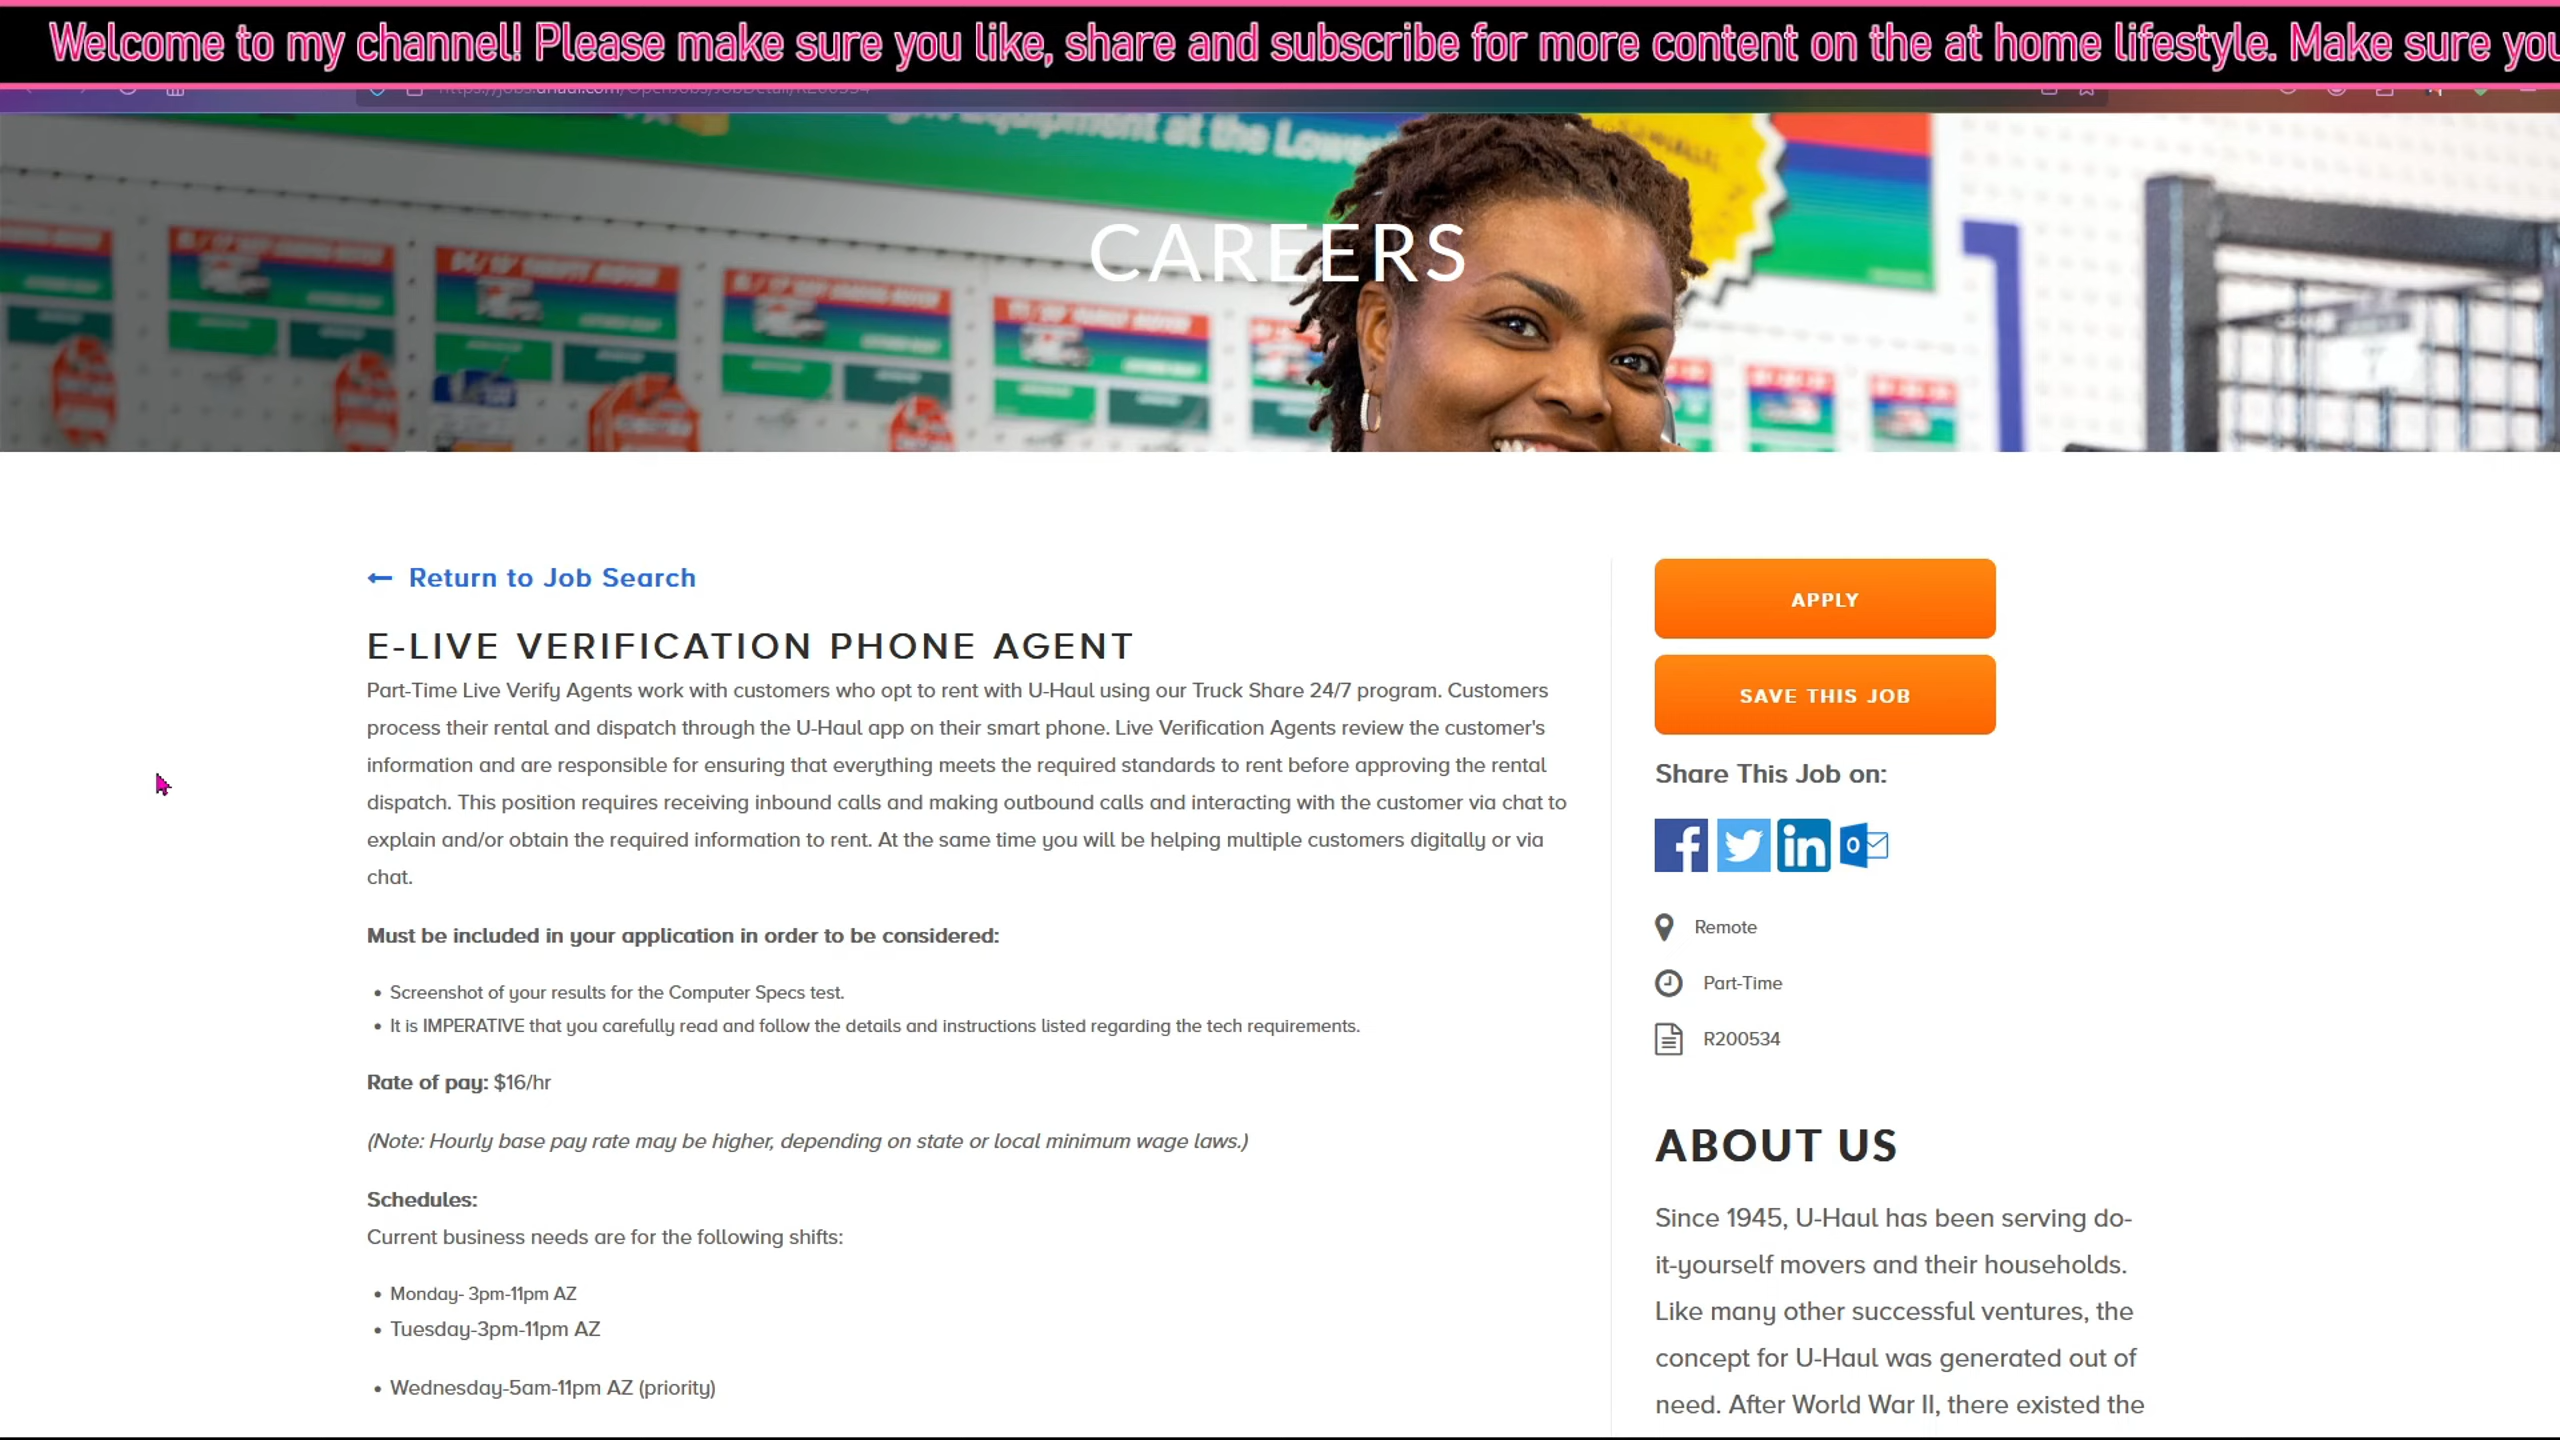 Welcome to my channel! Please make sure you like, share and subscribe for more content on the at home lifestyle. Make sure you
https://jobs.uhaul.com/OpenJobs/JobDetail/R200534
Equipment at the Lowe
CAREERS
Return to Job Search
E-LIVE VERIFICATION PHONE AGENT
Part-Time Live Verify Agents work with customers who opt to rent with U-Haul using our Truck Share 24/7 program. Customers
process their rental and dispatch through the U-Haul app on their smart phone. Live Verification Agents review the customer's
information and are responsible for ensuring that everything meets the required standards to rent before approving the rental
dispatch. This position requires receiving inbound calls and making outbound calls and interacting with the customer via chat to
explain and/or obtain the required information to rent. At the same time you will be helping multiple customers digitally or via
chat.
Must be included in your application in order to be considered:
• Screenshot of your results for the Computer Specs test.
• It is IMPERATIVE that you carefully read and follow the details and instructions listed regarding the tech requirements.
Rate of pay: $16/hr
(Note: Hourly base pay rate may be higher, depending on state or local minimum wage laws.)
Schedules:
Current business needs are for the following shifts:
• Monday- 3pm-11pm AZ
• Tuesday-3pm-11pm AZ
• Wednesday-5am-11pm AZ (priority)
APPLY
SAVE THIS JOB
Share This Job on:
Remote
Part-Time
R200534
ABOUT US
Since 1945, U-Haul has been serving do-
it-yourself movers and their households.
Like many other successful ventures, the
concept for U-Haul was generated out of
need. After World War II, there existed the